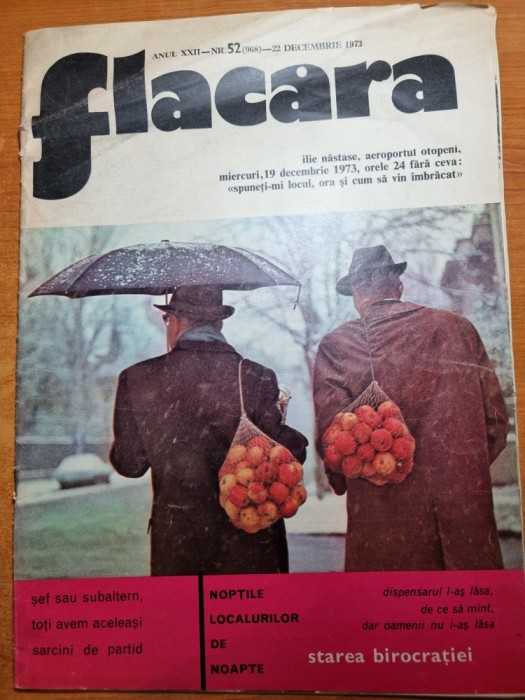 ANUL XXII—NR. 52 (968)—22 DECEMBRIE 1973
flacăra
ilie năstase, aeroportul otopeni,
miercuri, 19 decembrie 1973, orele 24 fără ceva:
«spuneți-mi locul, ora și cum să vin îmbrăcat»
șef sau subaltern,
toți avem aceleași
sarcini de partid
NOPȚILE
LOCALURILOR
DE
NOAPTE
dispensarul l-aș lăsa,
de ce să mint,
dar oamenii nu i-aș lăsa
starea birocrației